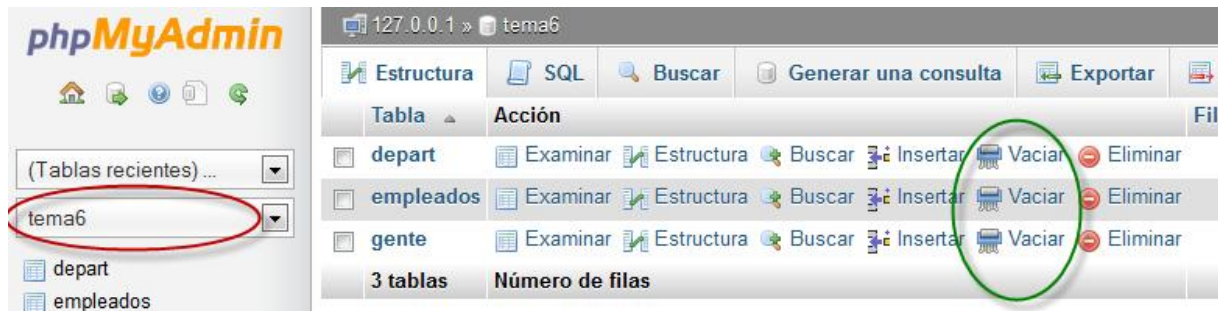 phpMyAdmin
(Tablas recientes) ...
tema6
depart
empleados
127.0.0.1 » tema6
Estructura SQL Buscar Generar una consulta Exportar
Tabla Acción Fil
depart Examinar Estructura Buscar Insertar Vaciar Eliminar
empleados Examinar Estructura Buscar Insertar Vaciar Eliminar
gente Examinar Estructura Buscar Insertar Vaciar Eliminar
3 tablas Número de filas